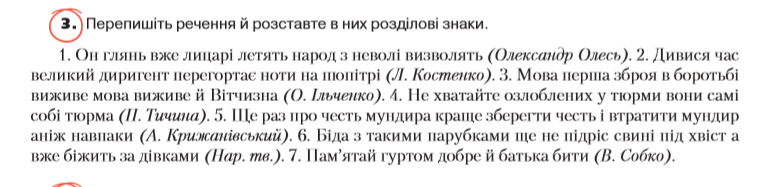 3. Перепишіть речення й розставте в них розділові знаки.
1. Он глянь вже лицарі летять народ з неволі визволять (Олександр Олесь). 2. Дивися час
великий диригент перегортає ноти на пюпітрі (Л. Костенко). 3. Мова перша зброя в боротьбі
виживе мова виживе й Вітчизна (О. Ільченко). 4. Не хватайте озлоблених у тюрми вони самі
собі тюрма (П. Тичина). 5. Ще раз про честь мундира краще зберегти честь і втратити мундир
аніж навпаки (А. Крижанівський). 6. Біда з такими парубками ще не підріс свині під хвіст а
вже біжить за дівками (Нар. тв.). 7. Пам’ятай гуртом добре й батька бити (В. Собко).